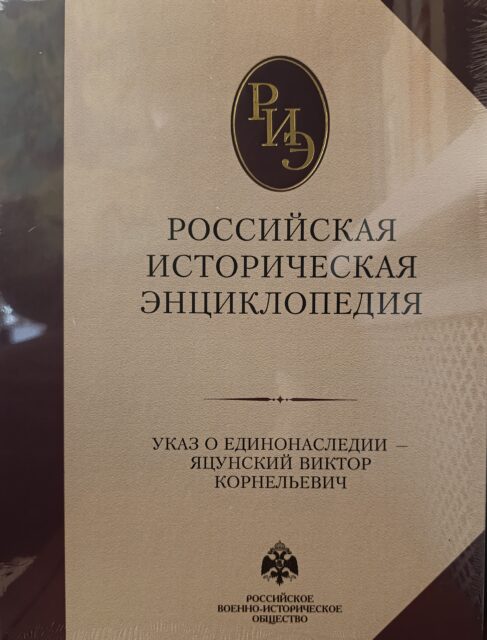 РИЭ
РОССИЙСКАЯ
ИСТОРИЧЕСКАЯ
ЭНЦИКЛОПЕДИЯ
УКАЗ О ЕДИНОНАСЛЕДИИ –
ЯЦУНСКИЙ ВИКТОР
КОРНЕЛЬЕВИЧ
РОССИЙСКОЕ
ВОЕННО-ИСТОРИЧЕСКОЕ
ОБЩЕСТВО